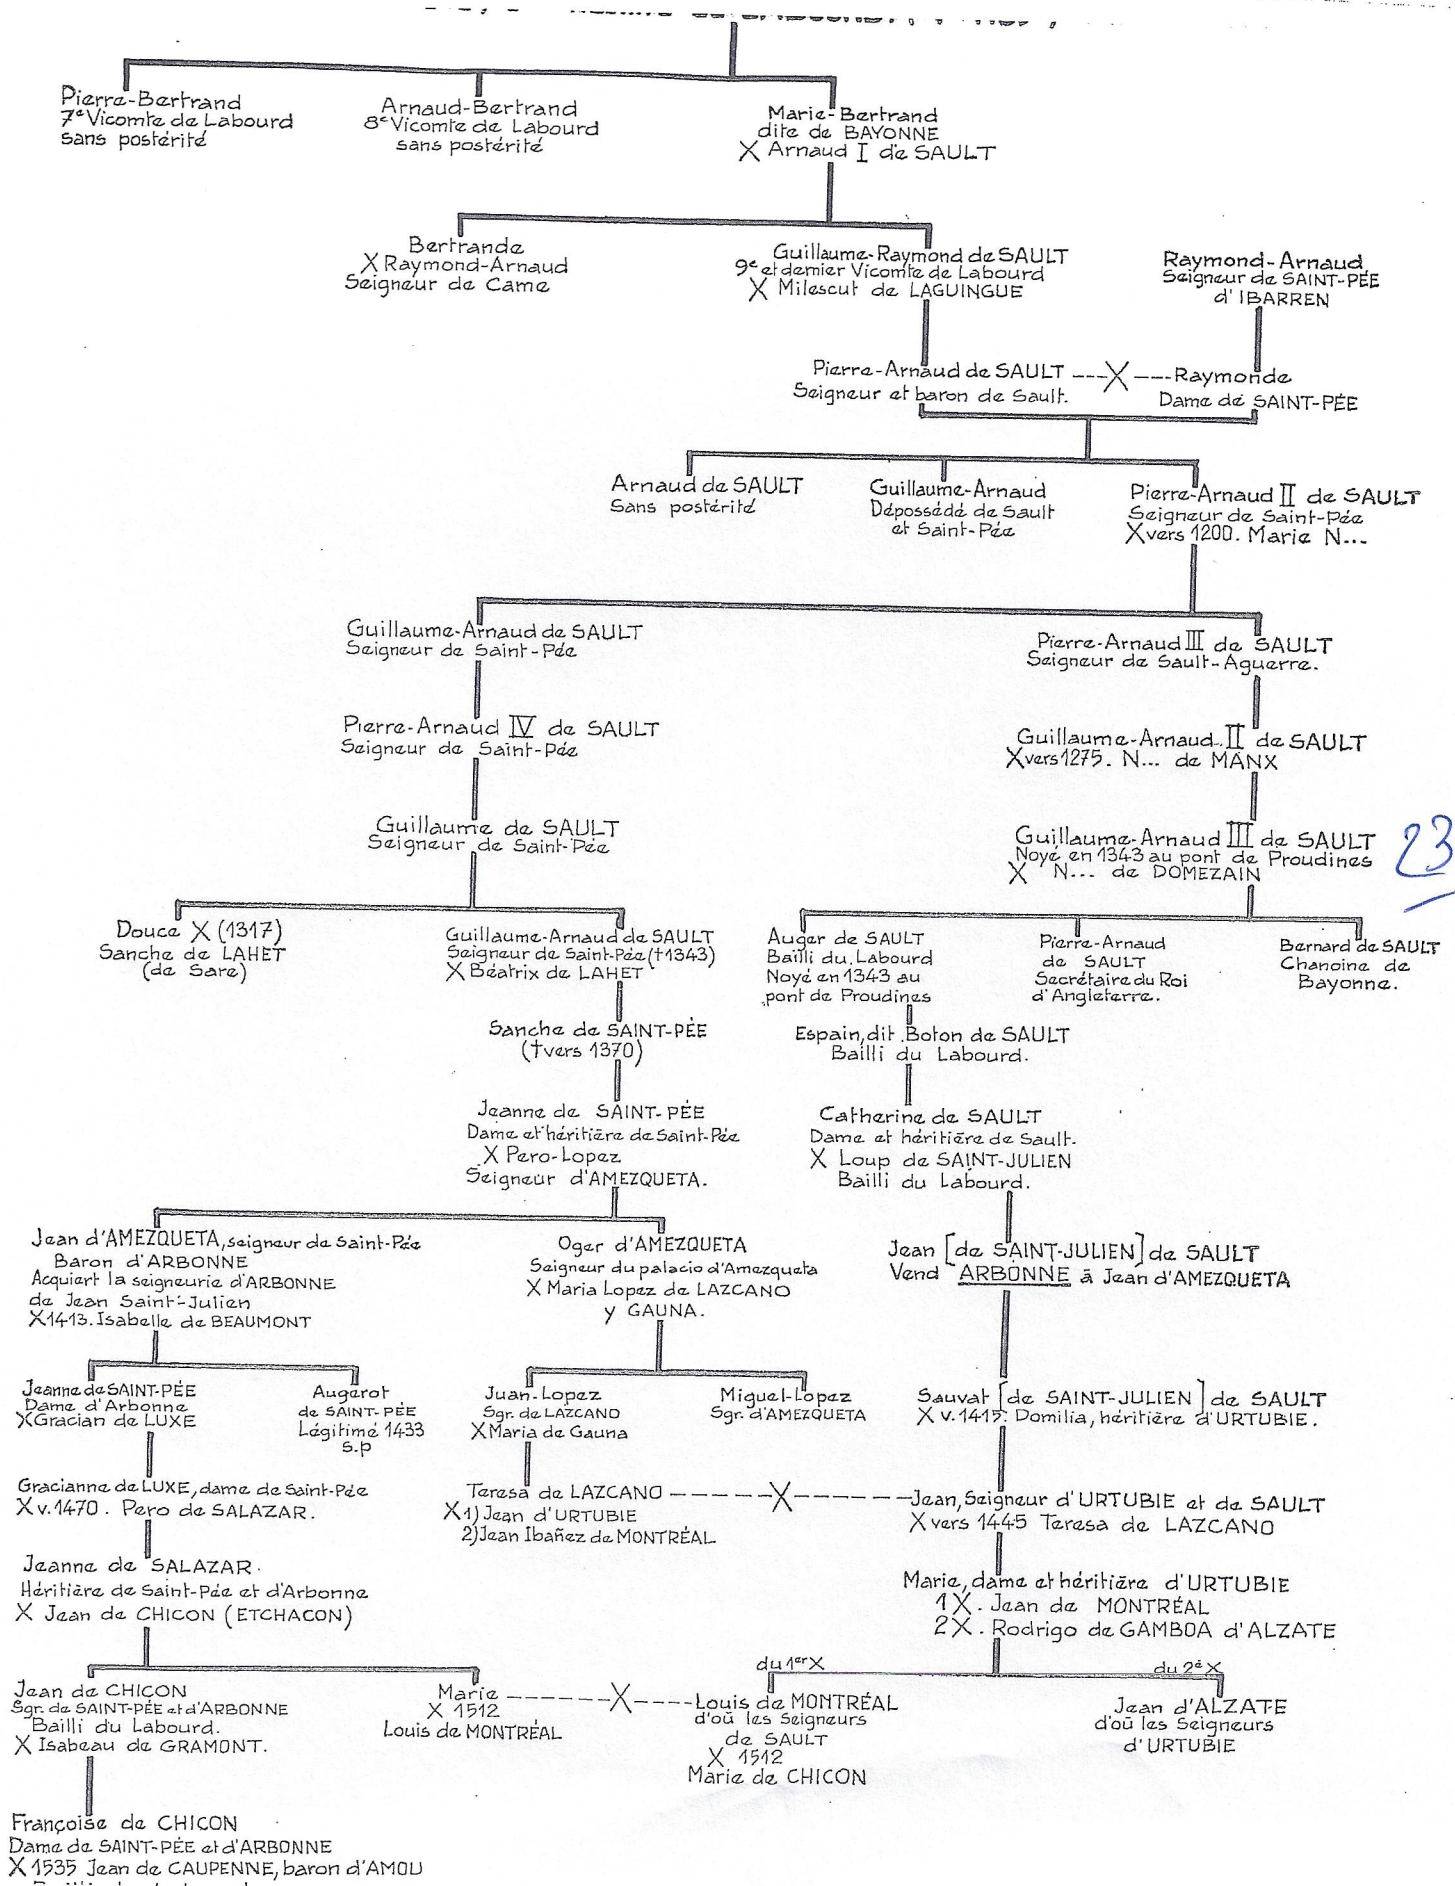 Pierre-Bertrand
7e Vicomte de Labourd
sans postérité
Arnaud-Bertrand
8e Vicomte de Labourd
sans postérité
Marie-Bertrand
dite de BAYONNE
X Arnaud I de SAULT
Bertrande
X Raymond-Arnaud
Seigneur de Came
Guillaume-Raymond de SAULT
9e et dernier Vicomte de Labourd
X Milescut de LAGUINGUE
Raymond-Arnaud
Seigneur de SAINT-PÉE
d'IBARREN
Pierre-Arnaud de SAULT ---X---Raymonde
Seigneur et baron de Sault.
Dame de SAINT-PÉE
Arnaud de SAULT
Sans postérité
Guillaume-Arnaud
Dépossédé de Sault
et Saint-Pée
Pierre-Arnaud II de SAULT
Seigneur de Saint-Pée
X vers 1200. Marie N...
Guillaume-Arnaud de SAULT
Seigneur de Saint-Pée
Pierre-Arnaud III de SAULT
Seigneur de Sault-Aguerre.
Pierre-Arnaud IV de SAULT
Seigneur de Saint-Pée
Guillaume-Arnaud II de SAULT
X vers 1275. N... de MANX
Guillaume de SAULT
Seigneur de Saint-Pée
Guillaume-Arnaud III de SAULT
Noyé en 1343 au pont de Proudines
X N... de DOMEZAIN
23
Douce X (1317)
Sanche de LAHET
(de Sare)
Guillaume-Arnaud de SAULT
Seigneur de Saint-Pée (†1343)
X Béatrix de LAHET
Auger de SAULT
Bailli du Labourd
Noyé en 1343 au
pont de Proudines
Pierre-Arnaud
de SAULT
Secrétaire du Roi
d'Angleterre.
Bernard de SAULT
Chanoine de
Bayonne.
Sanche de SAINT-PÉE
(†vers 1370)
Espain, dit Boton de SAULT
Bailli du Labourd.
Jeanne de SAINT-PÉE
Dame et héritière de Saint-Pée
X Pero-Lopez
Seigneur d'AMEZQUETA.
Catherine de SAULT
Dame et héritière de Sault.
X Loup de SAINT-JULIEN
Bailli du Labourd.
Jean d'AMEZQUETA, seigneur de Saint-Pée
Baron d'ARBONNE
Acquiert la seigneurie d'ARBONNE
de Jean Saint-Julien
X1413. Isabelle de BEAUMONT
Oger d'AMEZQUETA
Seigneur du palacio d'Amezqueta
X Maria Lopez de LAZCANO
y GAUNA.
Jean [de SAINT-JULIEN] de SAULT
Vend ARBONNE à Jean d'AMEZQUETA
Jeanne de SAINT-PÉE
Dame d'Arbonne
X Gracian de LUXE
Augerot
de SAINT-PÉE
Légitimé 1433
s.p
Juan-Lopez
Sgr. de LAZCANO
X Maria de Gauna
Miguel-Lopez
Sgr. d'AMEZQUETA
Sauvat [de SAINT-JULIEN] de SAULT
X v. 1415. Domilia, héritière d'URTUBIE.
Gracianne de LUXE, dame de Saint-Pée
X v. 1470. Pero de SALAZAR.
Teresa de LAZCANO -----X-----Jean, Seigneur d'URTUBIE et de SAULT
X 1) Jean d'URTUBIE
2) Jean Ibañez de MONTRÉAL
X vers 1445 Teresa de LAZCANO
Jeanne de SALAZAR.
Héritière de Saint-Pée et d'Arbonne
X Jean de CHICON (ETCHACON)
Marie, dame et héritière d'URTUBIE
1 X. Jean de MONTRÉAL
2 X. Rodrigo de GAMBOA d'ALZATE
du 1er X
du 2e X
Jean de CHICON
Sgr. de SAINT-PÉE et d'ARBONNE
Bailli du Labourd.
X Isabeau de GRAMONT.
Marie -----X----Louis de MONTRÉAL
X 1512
Louis de MONTRÉAL
d'où les Seigneurs
de SAULT
X 1512
Marie de CHICON
Jean d'ALZATE
d'où les Seigneurs
d'URTUBIE
Françoise de CHICON
Dame de SAINT-PÉE et d'ARBONNE
X 1535 Jean de CAUPENNE, baron d'AMOU